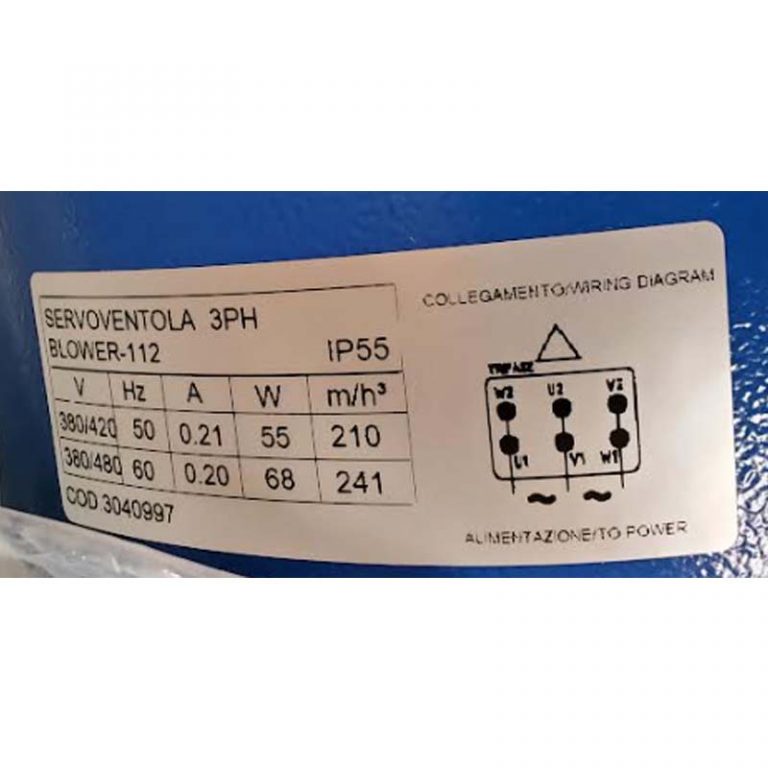 SERVOVENTOLA 3PH
BLOWER-112 IP55
V Hz A W m/h³
380/420 50 0.21 55 210
380/480 60 0.20 68 241
COD 3040997
COLLEGAMENTO/WIRING DIAGRAM
W2 U2 V2
U1 V1 W1
ALIMENTAZIONE/TO POWER